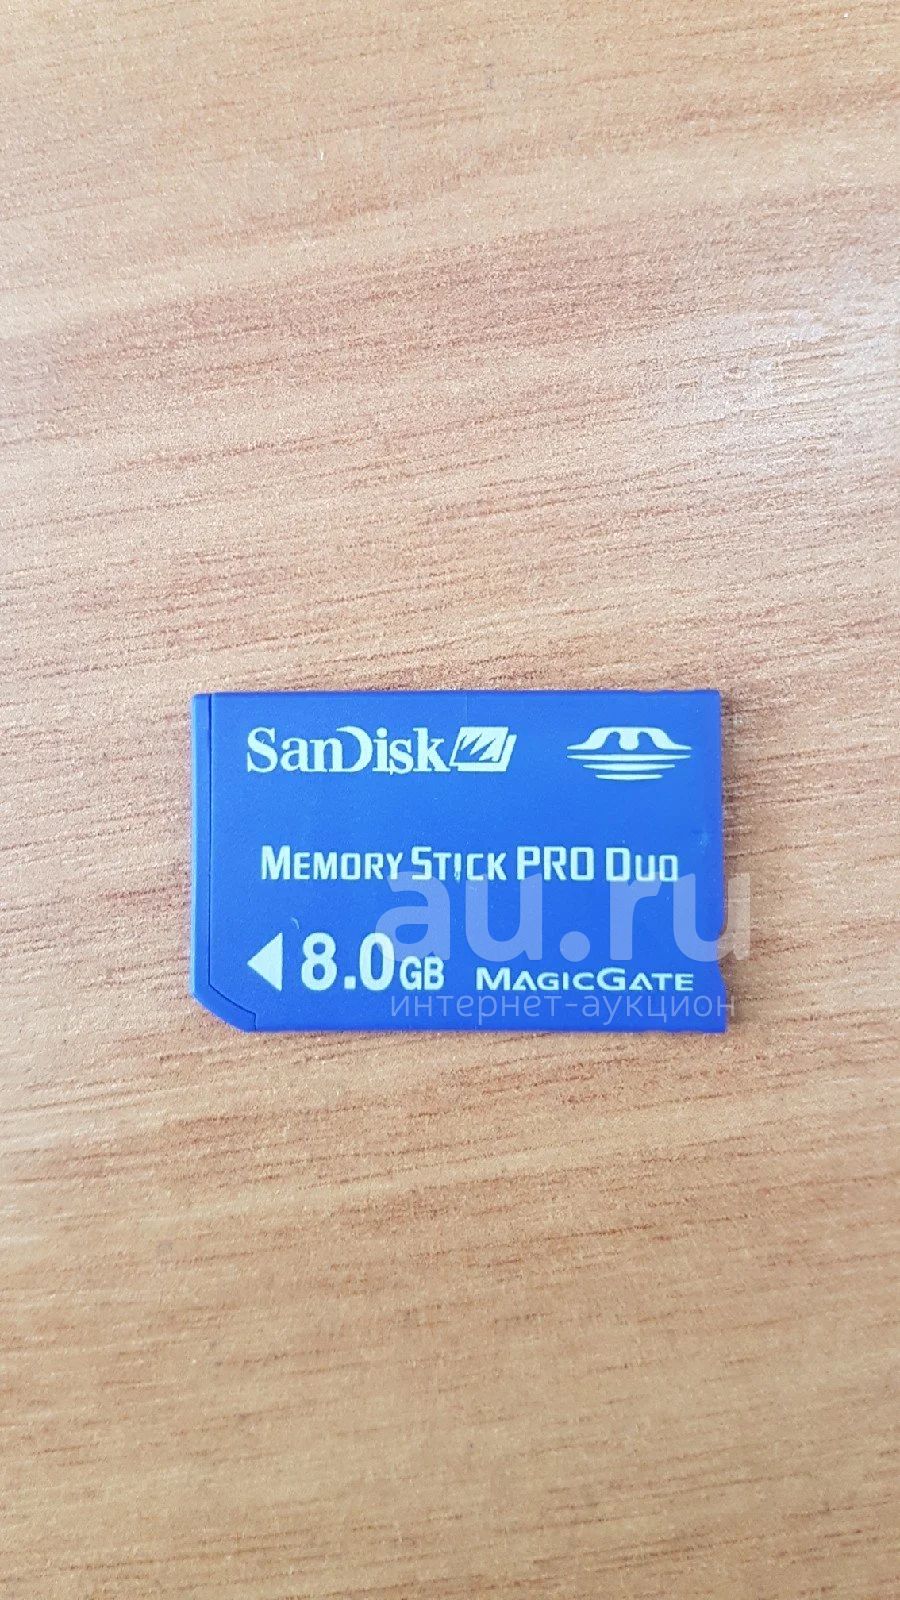 SanDisk
MEMORY STICK PRO DUO
au.ru
8.0GB MAGICGATE
интернет-аукцион